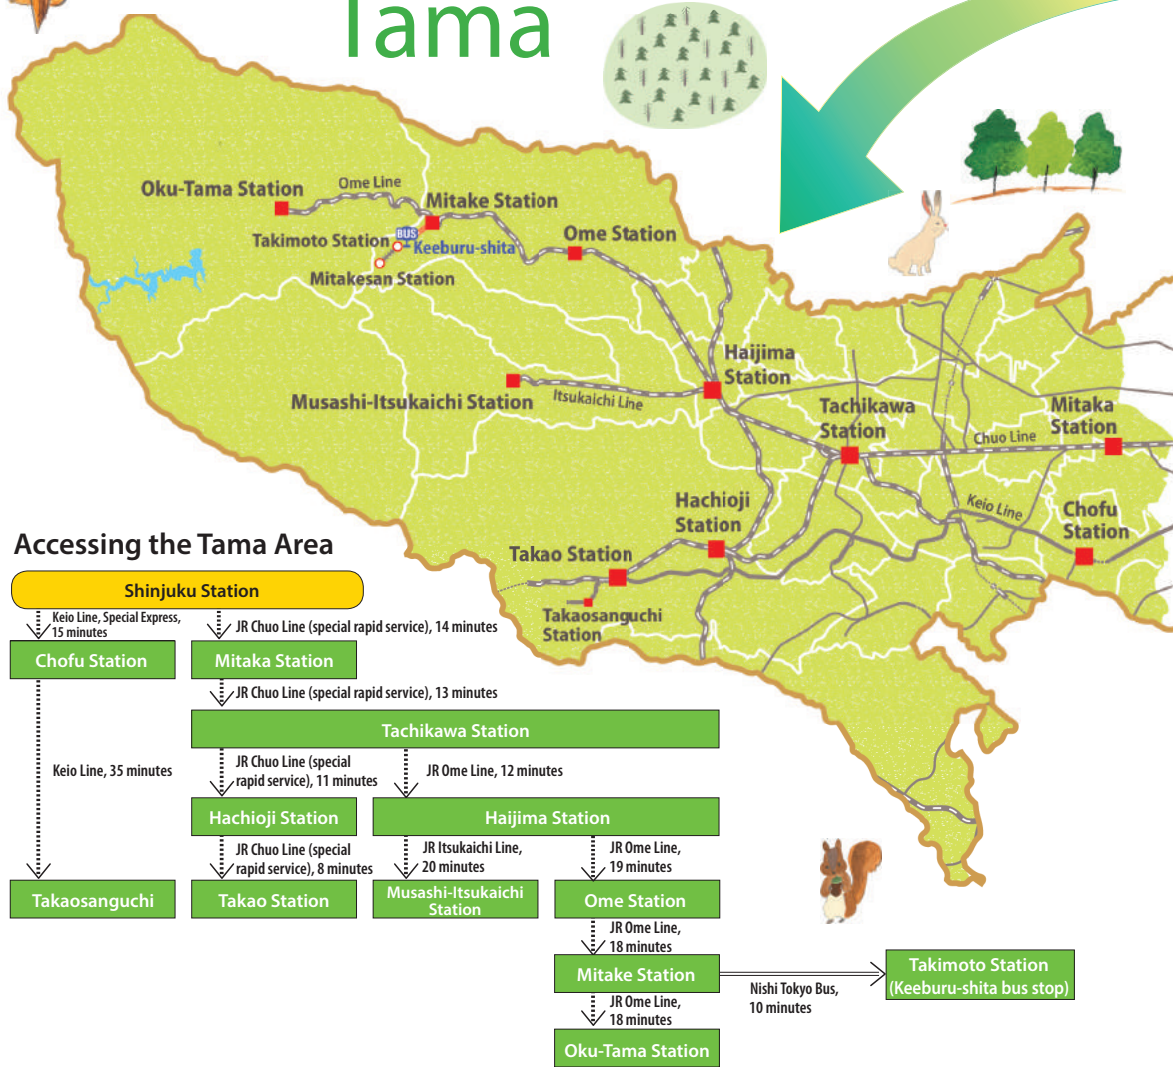 Tama
Oku-Tama Station
Ome Line
Mitake Station
BUS
Takimoto Station
Keeburu-shita
Mitakesan Station
Ome Station
Haijima
Station
Musashi-Itsukaichi Station
Itsukaichi Line
Tachikawa
Station
Mitaka
Station
Chuo Line
Hachioji
Station
Keio Line
Chofu
Station
Takao Station
Takaosanguchi
Station
Accessing the Tama Area
Shinjuku Station
Keio Line, Special Express,
15 minutes
JR Chuo Line (special rapid service), 14 minutes
Chofu Station
Mitaka Station
JR Chuo Line (special rapid service), 13 minutes
Tachikawa Station
Keio Line, 35 minutes
JR Chuo Line (special
rapid service), 11 minutes
JR Ome Line, 12 minutes
Hachioji Station
Haijima Station
JR Chuo Line (special
rapid service), 8 minutes
JR Itsukaichi Line,
20 minutes
JR Ome Line,
19 minutes
Takaosanguchi
Takao Station
Musashi-Itsukaichi
Station
Ome Station
JR Ome Line,
18 minutes
Mitake Station
Nishi Tokyo Bus,
10 minutes
Takimoto Station
(Keeburu-shita bus stop)
JR Ome Line,
18 minutes
Oku-Tama Station